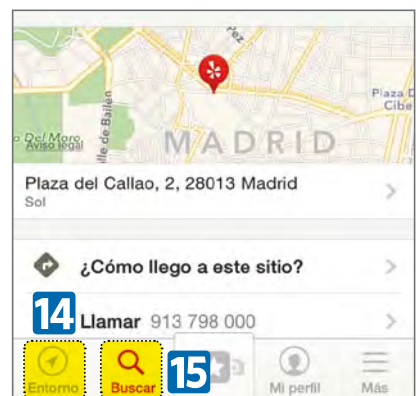 Pez
Plaza D
Cibe
lle de Bailén
o Del Moro
Aviso legal
MADRID
Plaza del Callao, 2, 28013 Madrid
Sol
¿Cómo llego a este sitio?
14
Llamar 913 798 000
Entorno
Buscar
15
Mi perfil
Más